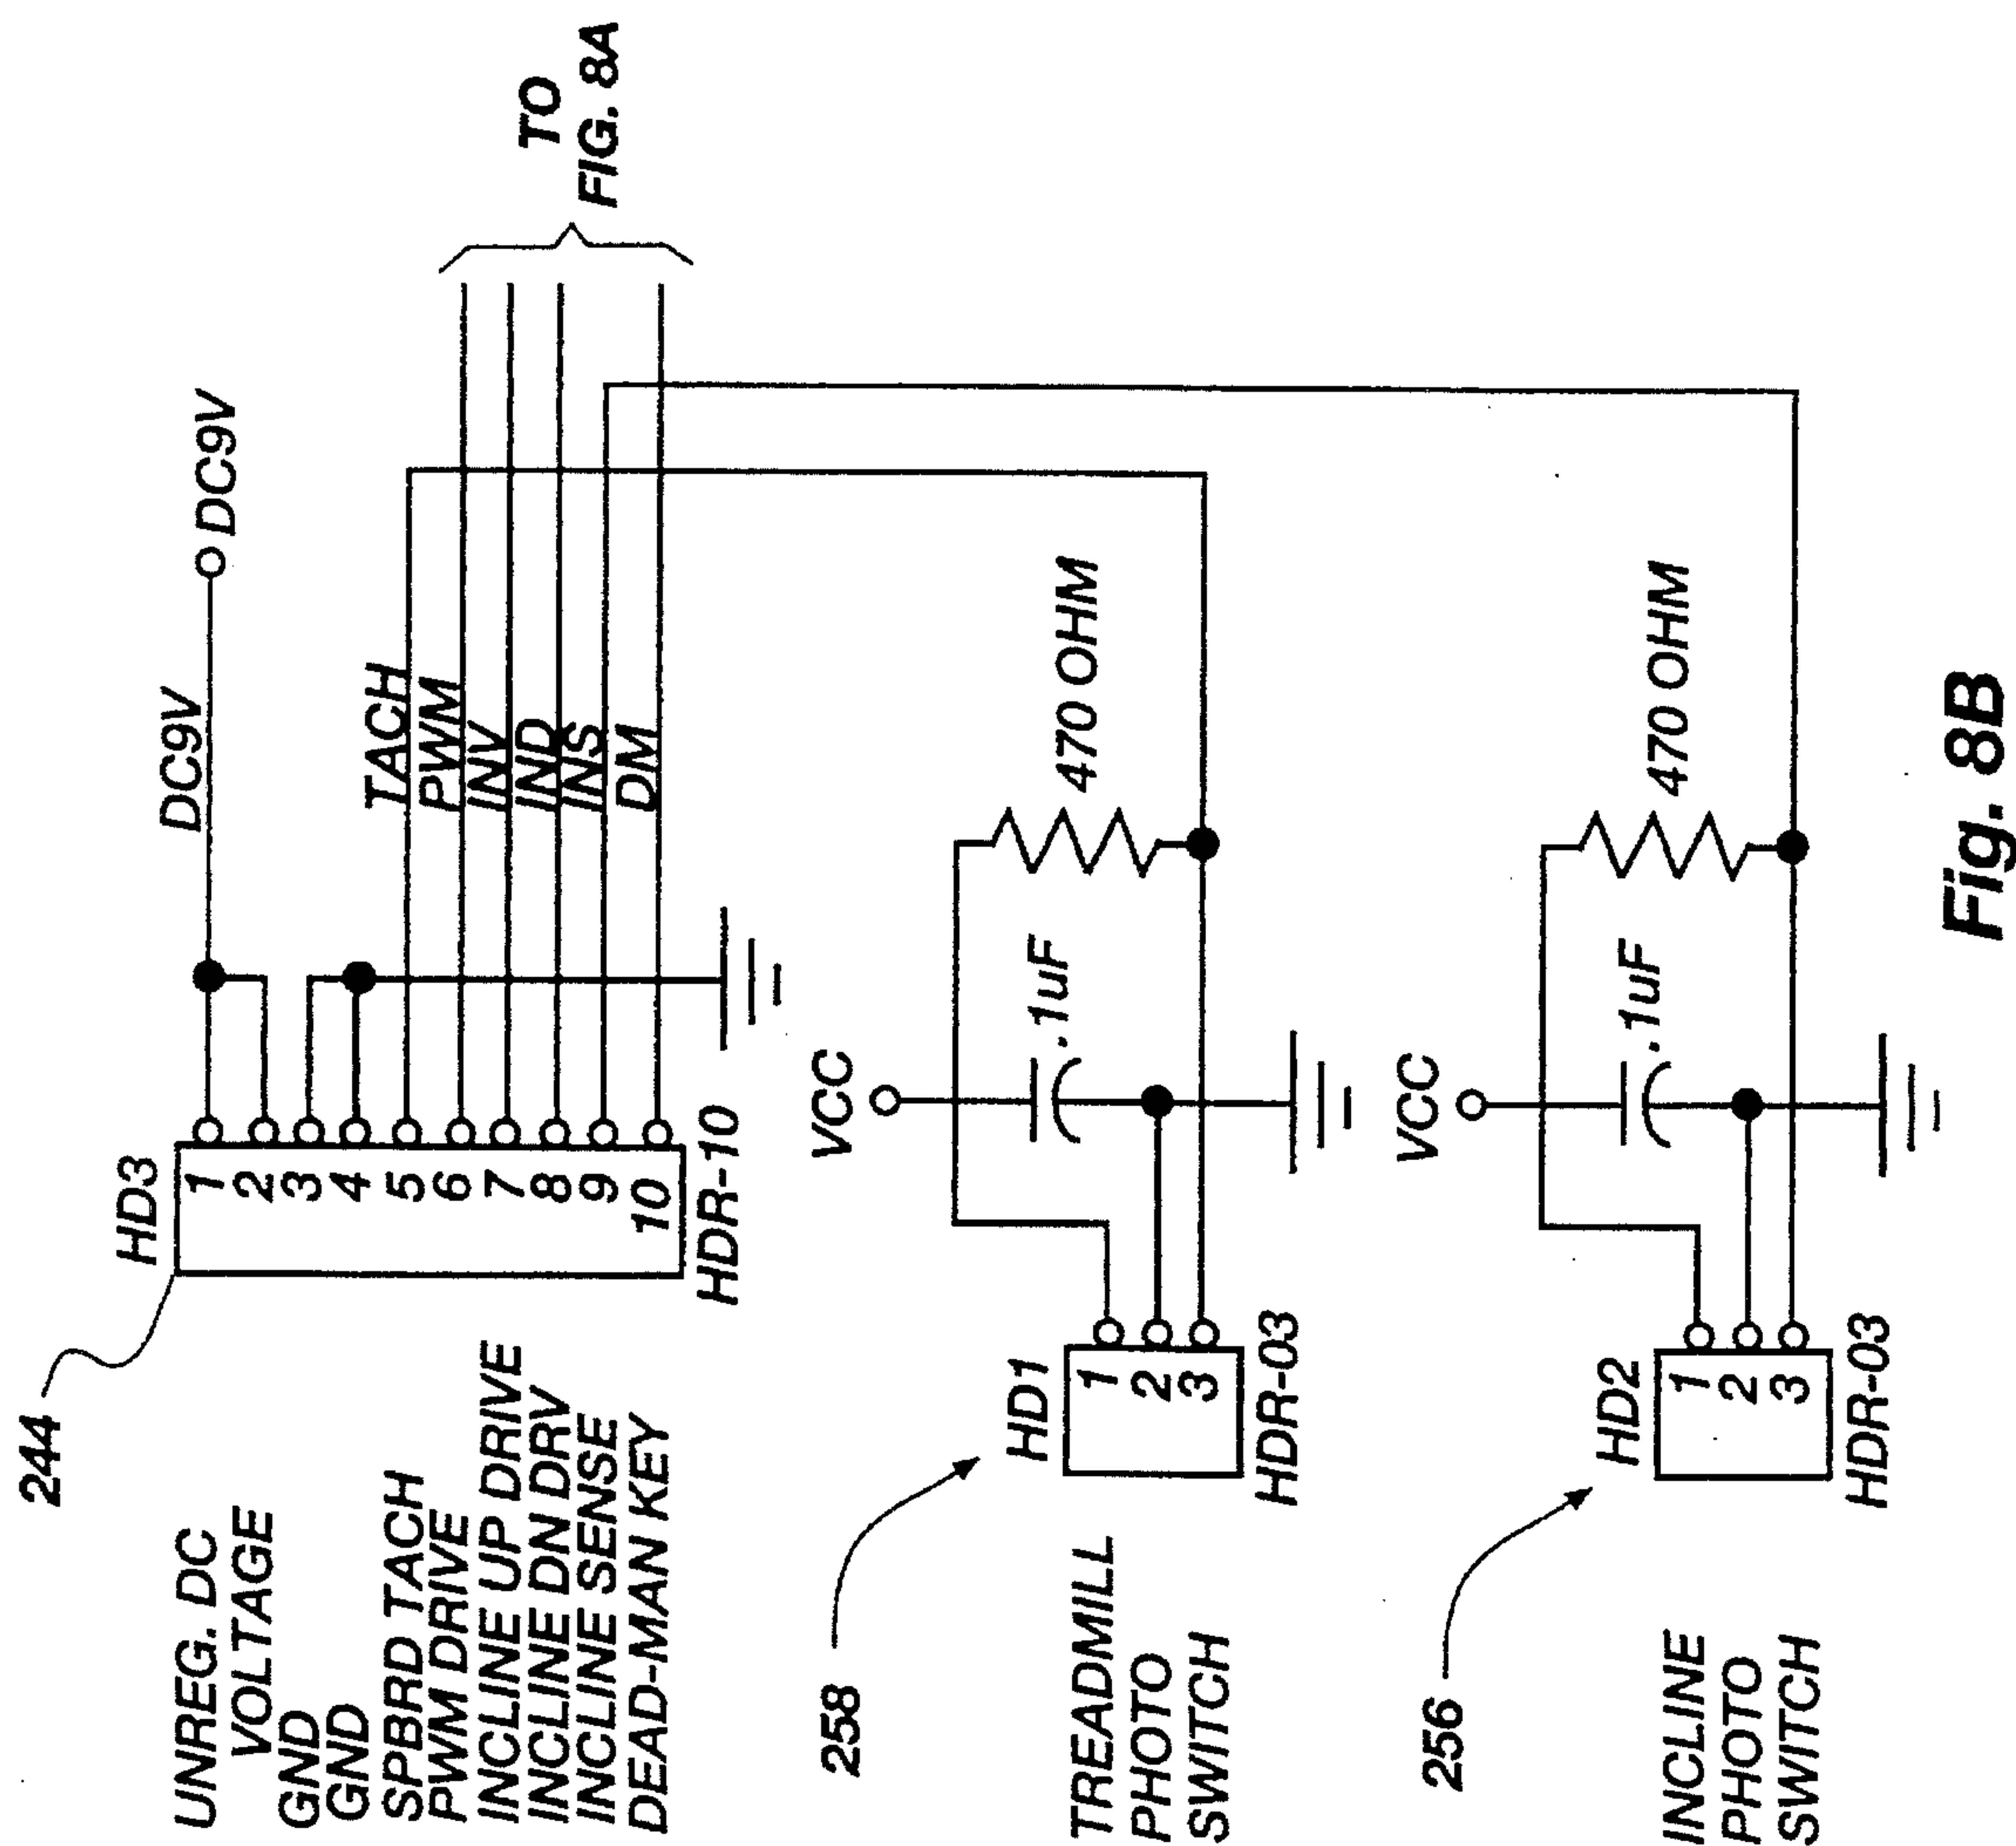 244
HD3
UNREG. DC
VOLTAGE
GND
GND
SPBRD TACH
PWM DRIVE
INCLINE UP DRIVE
INCLINE DN DRV
INCLINE SENSE
DEAD-MAN KEY
1
2
3
4
5
6
7
8
9
10
HDR-10
DC9V
DC9V
TACH
PWM
INV
IND
INS
DM
TO
FIG. 8A
258
TREADMILL
PHOTO
SWITCH
HD1
1
2
3
HDR-03
VCC
.1uF
470 OHM
256
INCLINE
PHOTO
SWITCH
HD2
1
2
3
HDR-03
VCC
.1uF
470 OHM
Fig. 8B